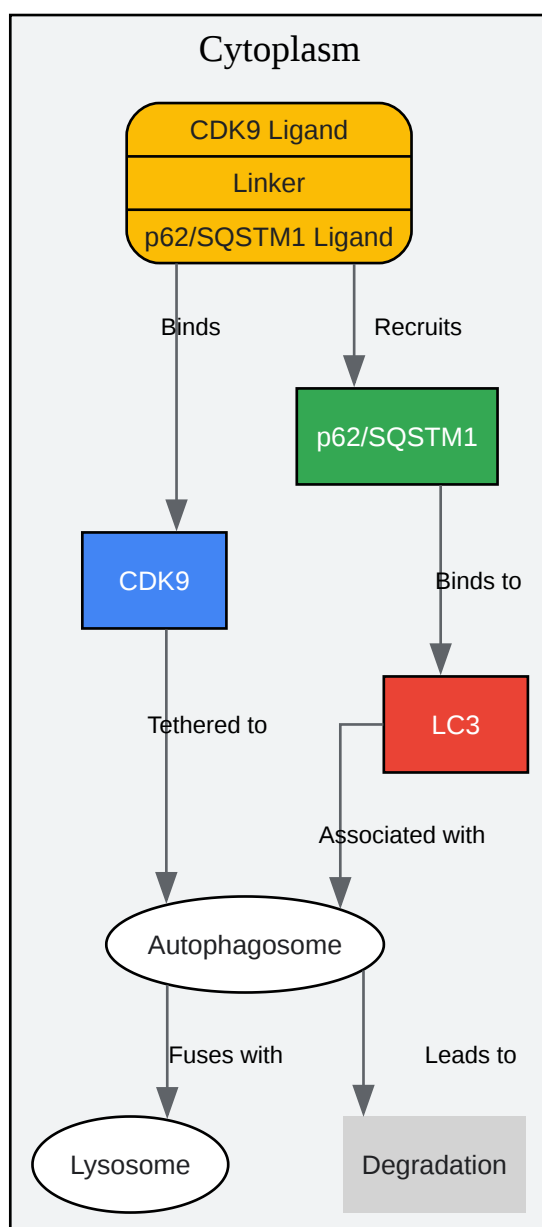 Cytoplasm
CDK9 Ligand
Linker
p62/SQSTM1 Ligand
Binds
Recruits
p62/SQSTM1
CDK9
Binds to
Tethered to
LC3
Associated with
Autophagosome
Fuses with
Leads to
Lysosome
Degradation